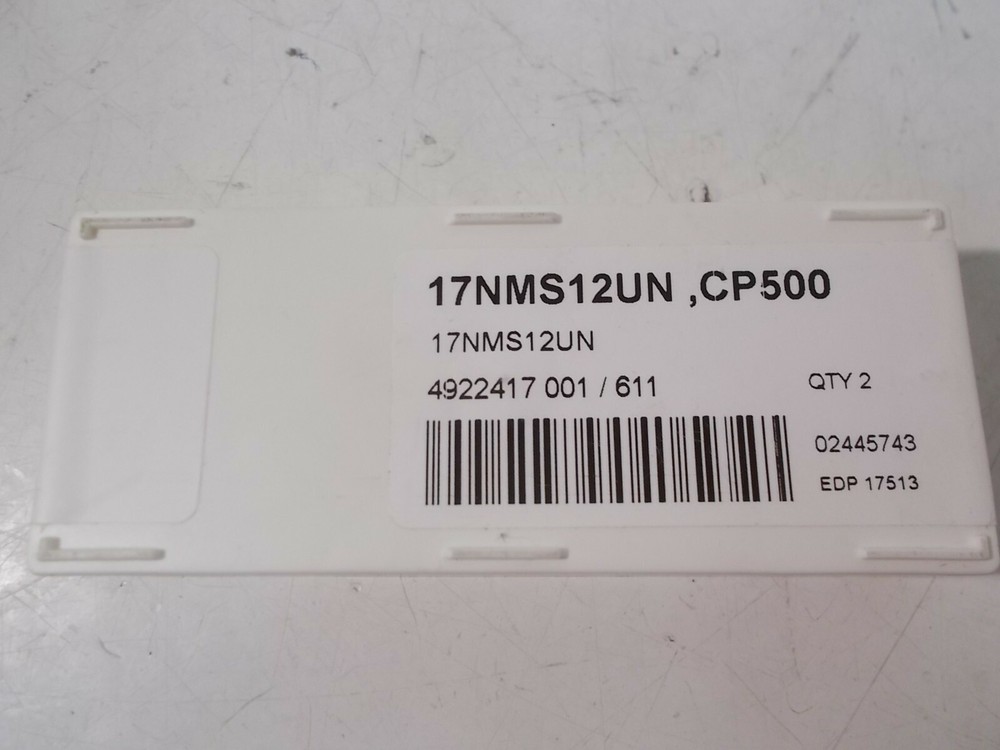 17NMS12UN ,CP500
17NMS12UN
4922417 001 / 611
QTY 2
02445743
EDP 17513